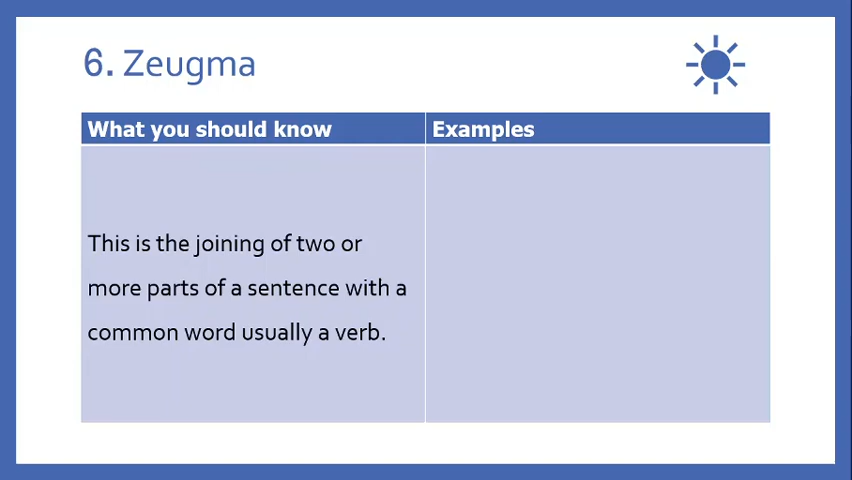 6. Zeugma
What you should know
Examples
This is the joining of two or
more parts of a sentence with a
common word usually a verb.